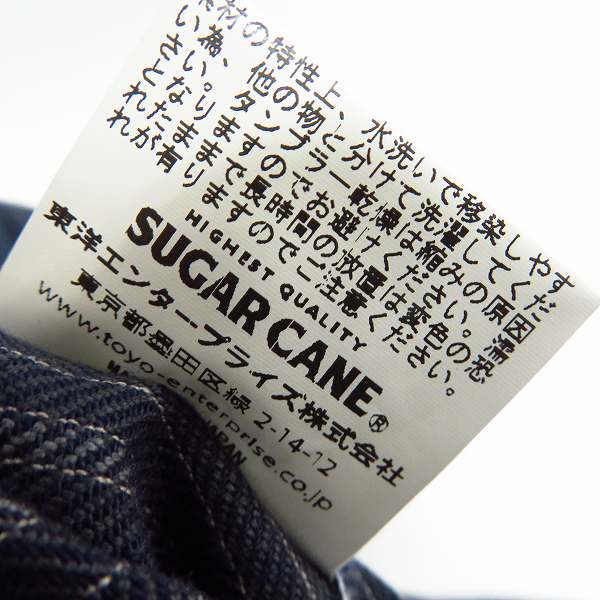 素材の特性上、水洗いで移染しやす
い為、他の物と分けて洗濯してくだ
さい。タンブラー乾燥は縮みの原因
となりますのでお避けください。濡
れたままで長時間の放置は変色の恐
れが有りますのでご注意ください。
HIGHEST QUALITY
SUGAR CANE®
東洋エンタープライズ株式会社
東京都墨田区緑 2-14-12
www.toyo-enterprise.co.jp
JAPAN